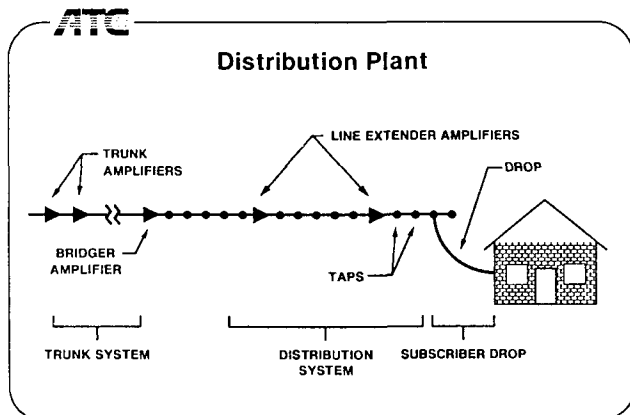 ATC
Distribution Plant
TRUNK
AMPLIFIERS
LINE EXTENDER AMPLIFIERS
DROP
BRIDGER
AMPLIFIER
TAPS
TRUNK SYSTEM
DISTRIBUTION
SYSTEM
SUBSCRIBER DROP